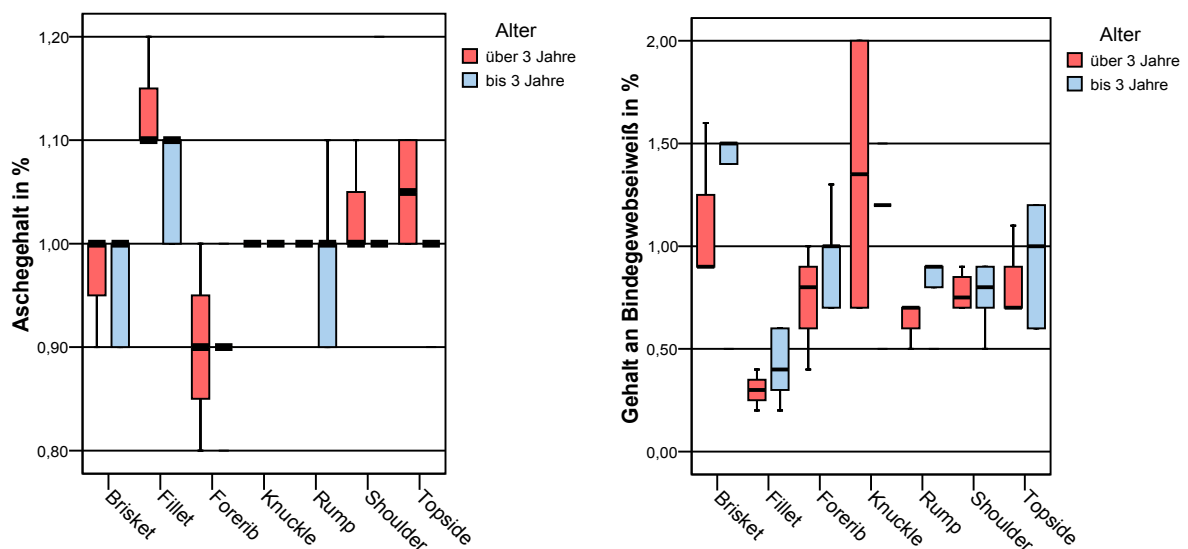 Alter
über 3 Jahre
bis 3 Jahre
Aschegehalt in %
1,20
1,10
1,00
0,90
0,80
Brisket
Fillet
Forerib
Knuckle
Rump
Shoulder
Topside
Alter
über 3 Jahre
bis 3 Jahre
Gehalt an Bindegewebseiweiß in %
2,00
1,50
1,00
0,50
0,00
Brisket
Fillet
Forerib
Knuckle
Rump
Shoulder
Topside